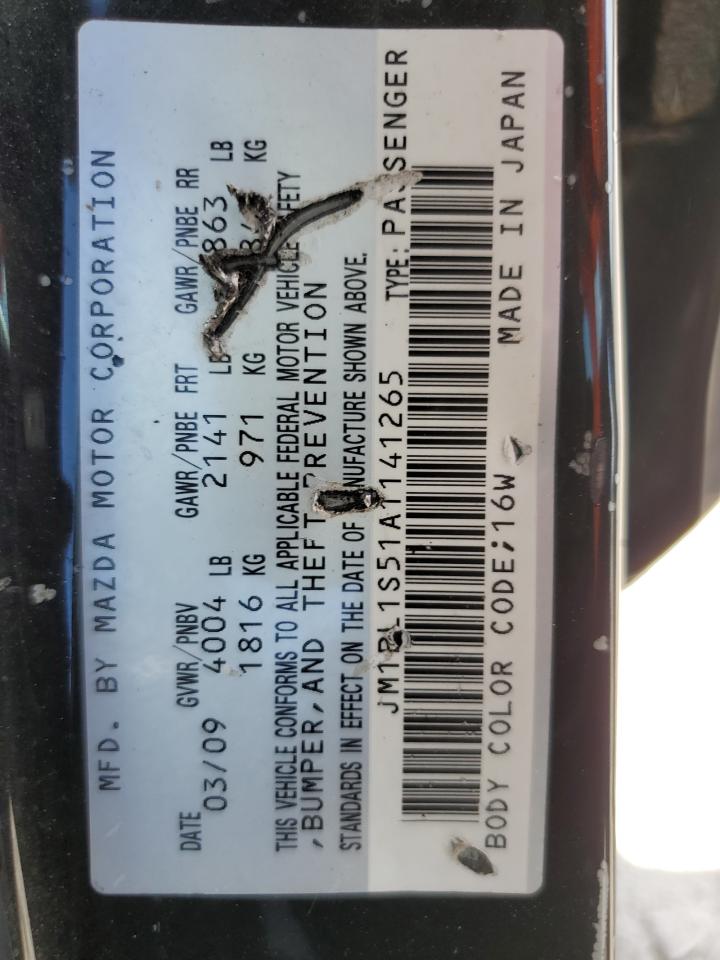 MFD. BY MAZDA MOTOR CORPORATION
DATE GVWR/PNBV GAWR/PNBE FRT GAWR/PNBE RR
03/09 4004 LB 2141 LB LB
1816 KG 971 KG KG
THIS VEHICLE CONFORMS TO ALL APPLICABLE FEDERAL MOTOR VEHICLE
,BUMPER,AND THEFT PREVENTION
STANDARDS IN EFFECT ON THE DATE OF SHOWN ABOVE.
TYPE: PASSENGER
BODY COLOR CODE;16W MADE IN JAPAN